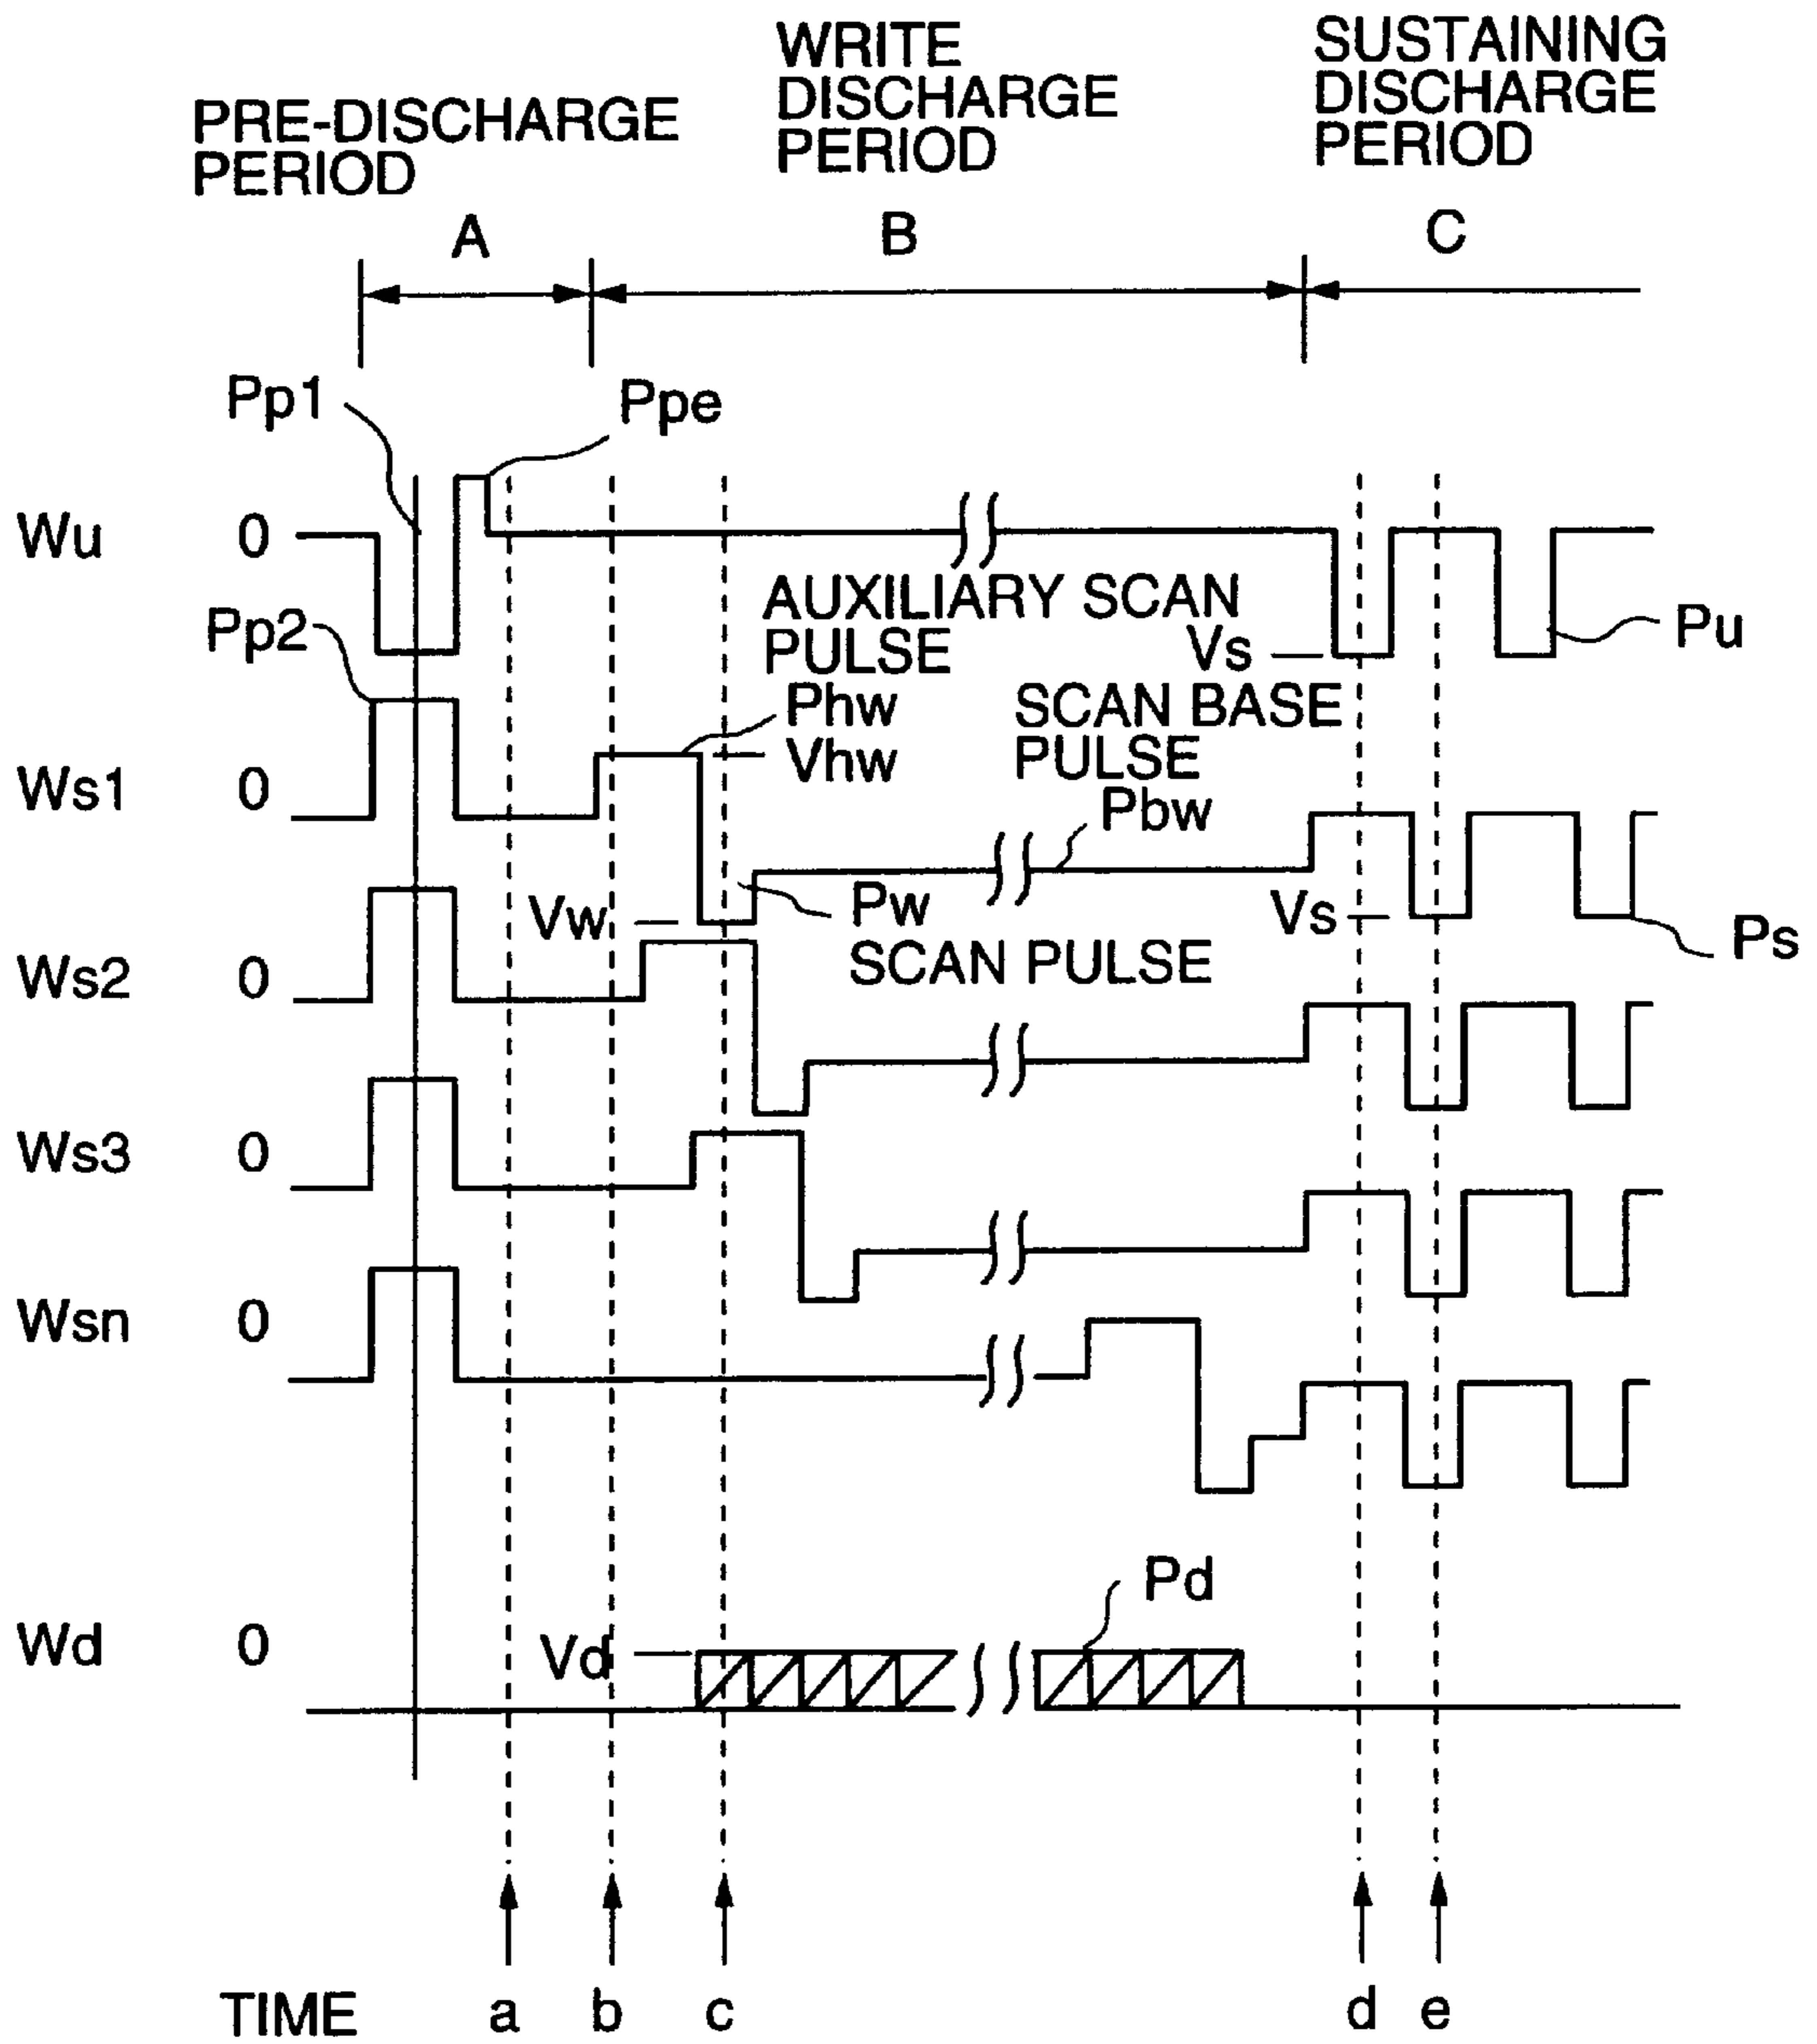 PRE-DISCHARGE
PERIOD
WRITE
DISCHARGE
PERIOD
SUSTAINING
DISCHARGE
PERIOD
A
B
C
Pp1
Ppe
Wu 0
AUXILIARY SCAN
PULSE
Vs
Pu
Pp2
Phw
Vhw
SCAN BASE
PULSE
Pbw
Ws1 0
Vw
Pw
SCAN PULSE
Vs
Ps
Ws2 0
Ws3 0
Wsn 0
Pd
Wd 0
Vd
TIME a b c d e